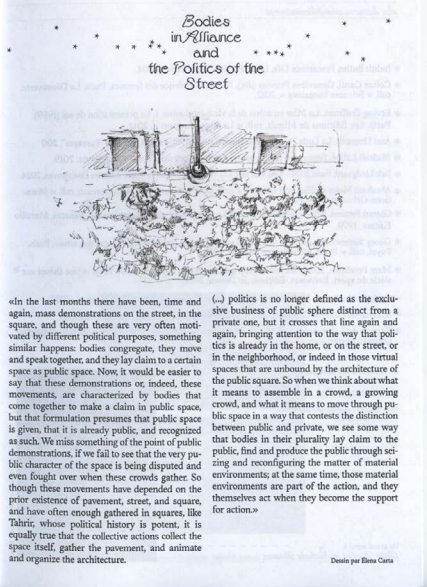 Bodies
in Alliance
and
the Politics of the
Street
«In the last months there have been, time and
again, mass demonstrations on the street, in the
square, and though these are very often moti-
vated by different political purposes, something
similar happens: bodies congregate, they move
and speak together, and they lay claim to a certain
space as public space. Now, it would be easier to
say that these demonstrations or, indeed, these
movements, are characterized by bodies that
come together to make a claim in public space,
but that formulation presumes that public space
is given, that it is already public, and recognized
as such. We miss something of the point of public
demonstrations, if we fail to see that the very pu-
blic character of the space is being disputed and
even fought over when these crowds gather. So
though these movements have depended on the
prior existence of pavement, street, and square,
and have often enough gathered in squares, like
Tahrir, whose political history is potent, it is
equally true that the collective actions collect the
space itself, gather the pavement, and animate
and organize the architecture.
(...) politics is no longer defined as the exclu-
sive business of public sphere distinct from a
private one, but it crosses that line again and
again, bringing attention to the way that poli-
tics is already in the home, or on the street, or
in the neighborhood, or indeed in those virtual
spaces that are unbound by the architecture of
the public square. So when we think about what
it means to assemble in a crowd, a growing
crowd, and what it means to move through pu-
blic space in a way that contests the distinction
between public and private, we see some way
that bodies in their plurality lay claim to the
public, find and produce the public through sei-
zing and reconfiguring the matter of material
environments; at the same time, those material
environments are part of the action, and they
themselves act when they become the support
for action.»
Dessin par Elena Carta